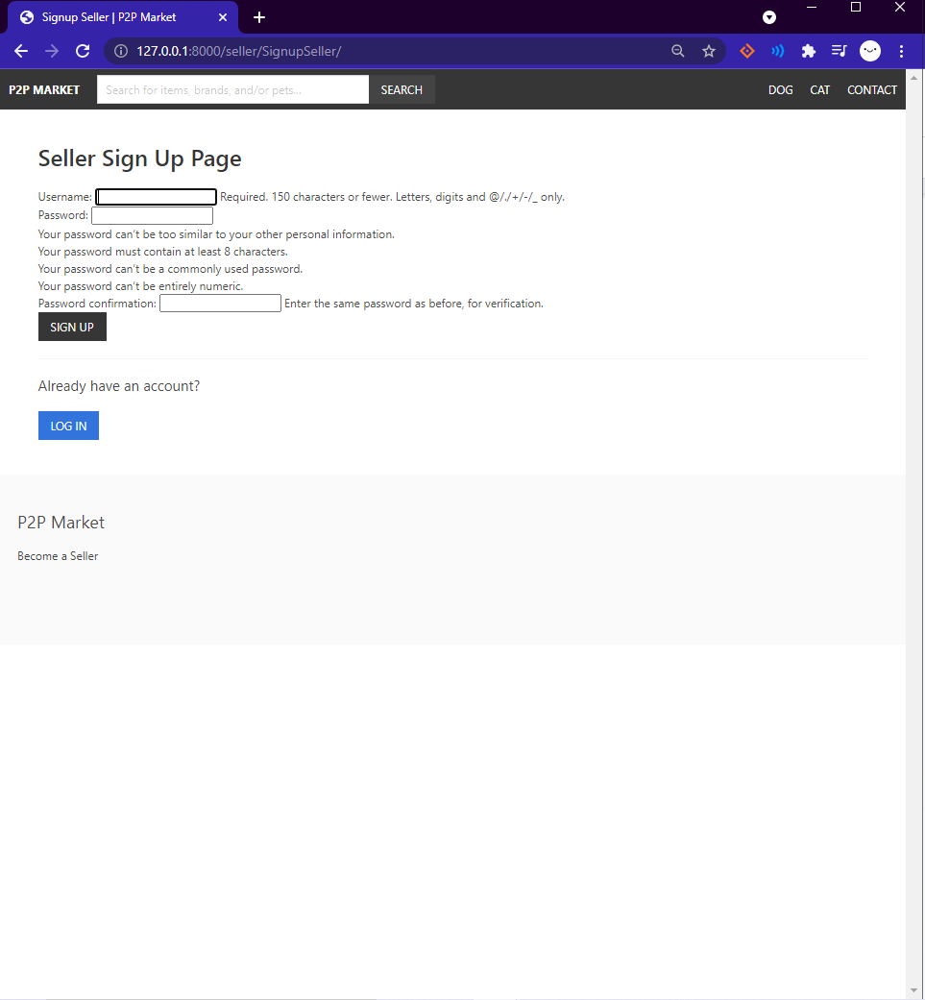 Signup Seller | P2P Market
127.0.0.1:8000/seller/SignupSeller/
P2P MARKET Search for items, brands, and/or pets... SEARCH DOG CAT CONTACT
Seller Sign Up Page
Username: Required. 150 characters or fewer. Letters, digits and @/./+/-/_ only.
Password:
Your password can't be too similar to your other personal information.
Your password must contain at least 8 characters.
Your password can't be a commonly used password.
Your password can't be entirely numeric.
Password confirmation: Enter the same password as before, for verification.
SIGN UP
Already have an account?
LOG IN
P2P Market
Become a Seller